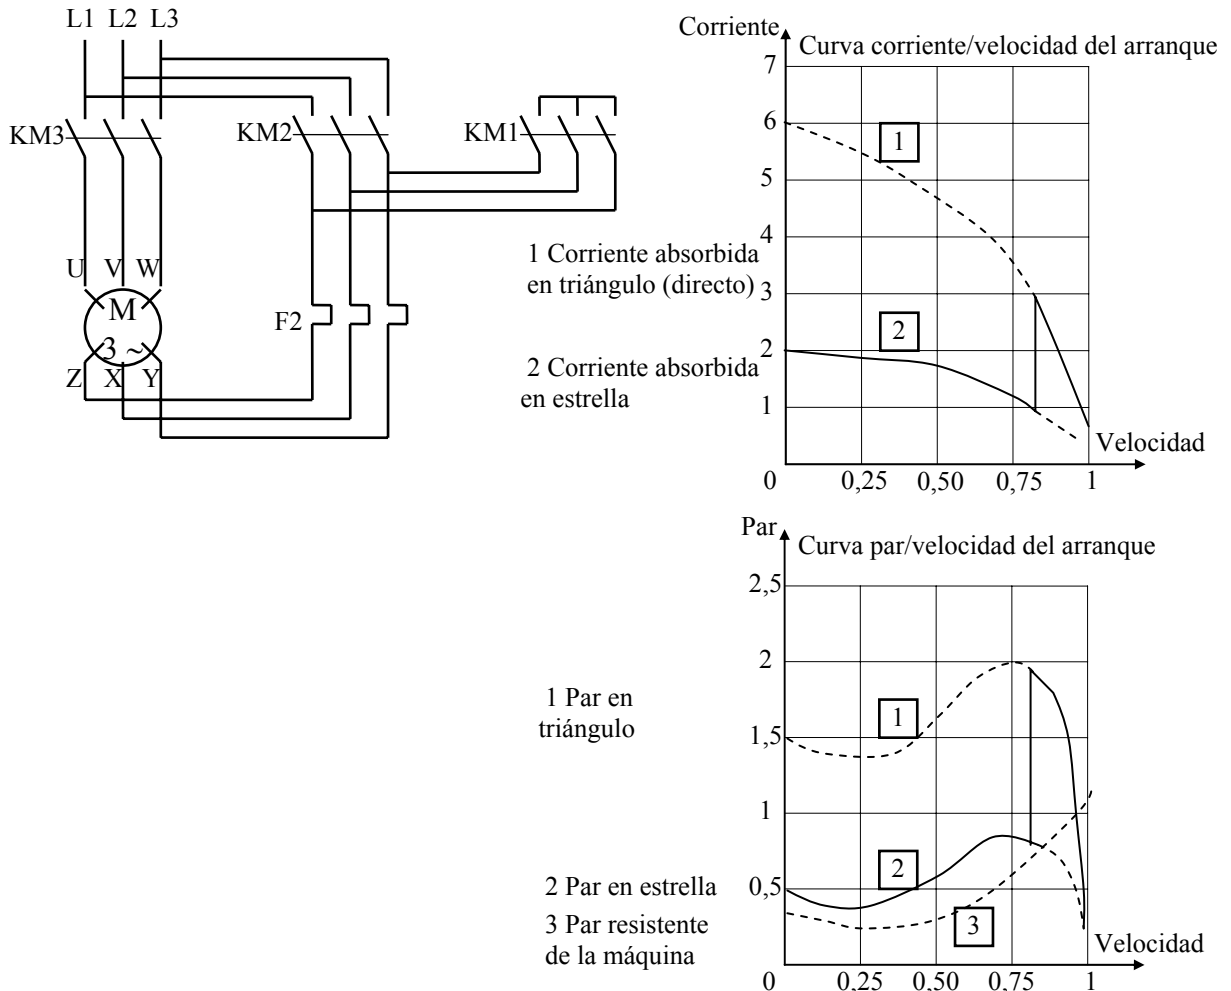 L1 L2 L3
KM3
KM2
KM1
U V W
M
3 ~
Z X Y
F2
Corriente
Curva corriente/velocidad del arranque
7
6
5
4
3
2
1
0
0,25
0,50
0,75
1
Velocidad
1
2
1 Corriente absorbida
en triángulo (directo)
2 Corriente absorbida
en estrella
Par
Curva par/velocidad del arranque
2,5
2
1,5
1
0,5
0
0,25
0,50
0,75
1
Velocidad
1
2
3
1 Par en
triángulo
2 Par en estrella
3 Par resistente
de la máquina